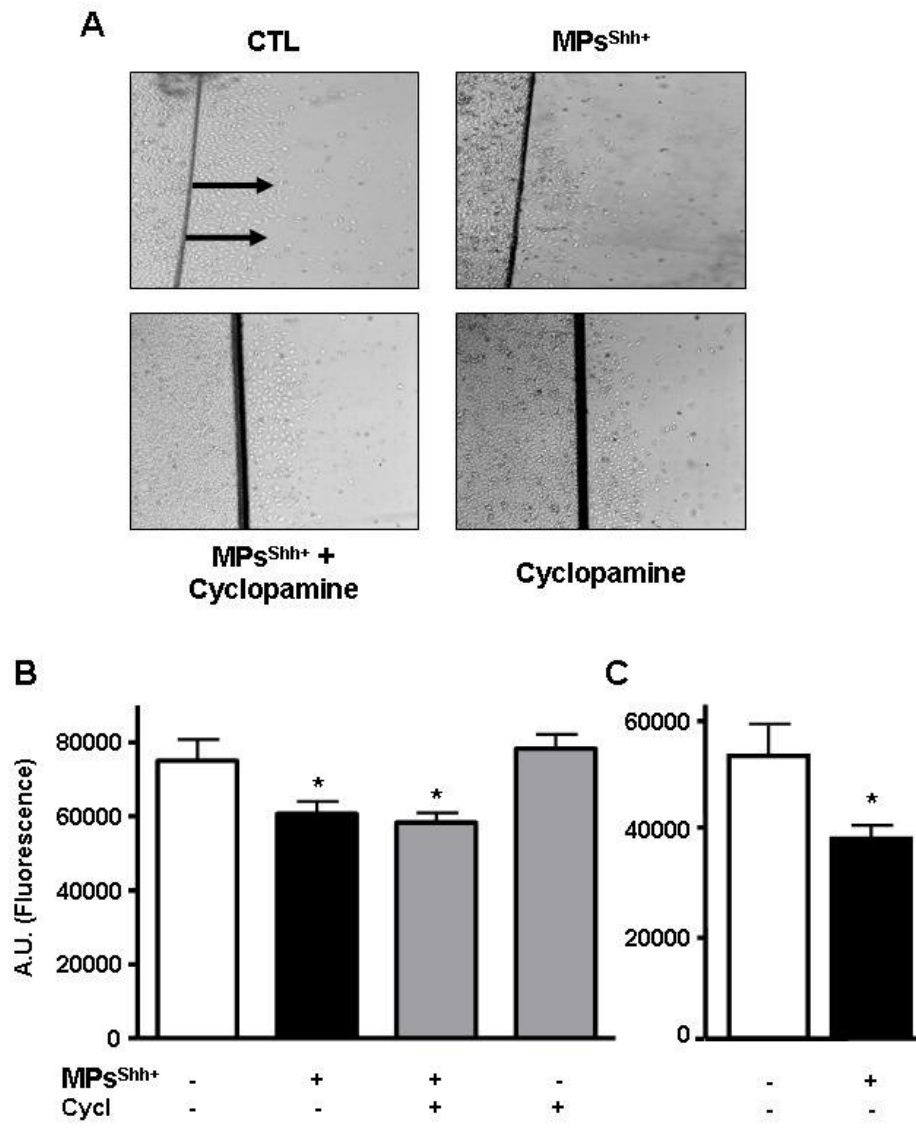 A
CTL MPsShh+
MPsShh+ +
Cyclopamine
Cyclopamine
B C
80000
60000
40000
20000
0
A.U. (Fluorescence)
* *
60000
40000
20000
0
*
MPsShh+ - + + - - +
Cycl - - + + - -